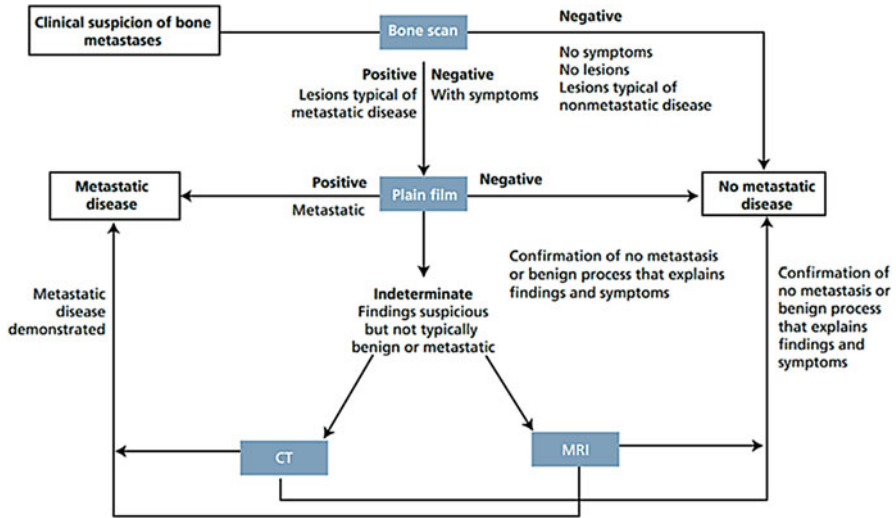 Clinical suspicion of bone
metastases
Bone scan
Negative
No symptoms
No lesions
Lesions typical of
nonmetastatic disease
Positive
Lesions typical of
metastatic disease
Negative
With symptoms
Metastatic
disease
Positive
Metastatic
Plain film
Negative
No metastatic
disease
Confirmation of no metastasis
or benign process that explains
findings and symptoms
Confirmation of
no metastasis or
benign process
that explains
findings and
symptoms
Metastatic
disease
demonstrated
Indeterminate
Findings suspicious
but not typically
benign or metastatic
CT
MRI